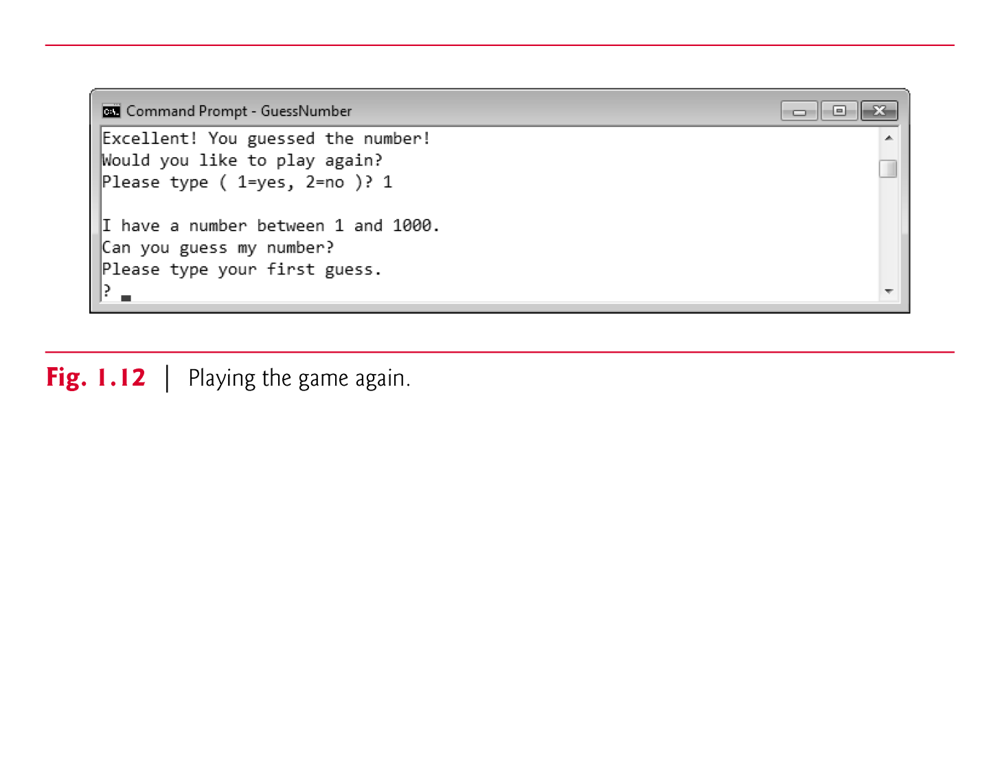 Command Prompt - GuessNumber
Excellent! You guessed the number!
Would you like to play again?
Please type ( 1=yes, 2=no )? 1
I have a number between 1 and 1000.
Can you guess my number?
Please type your first guess.
?
Fig. 1.12 | Playing the game again.